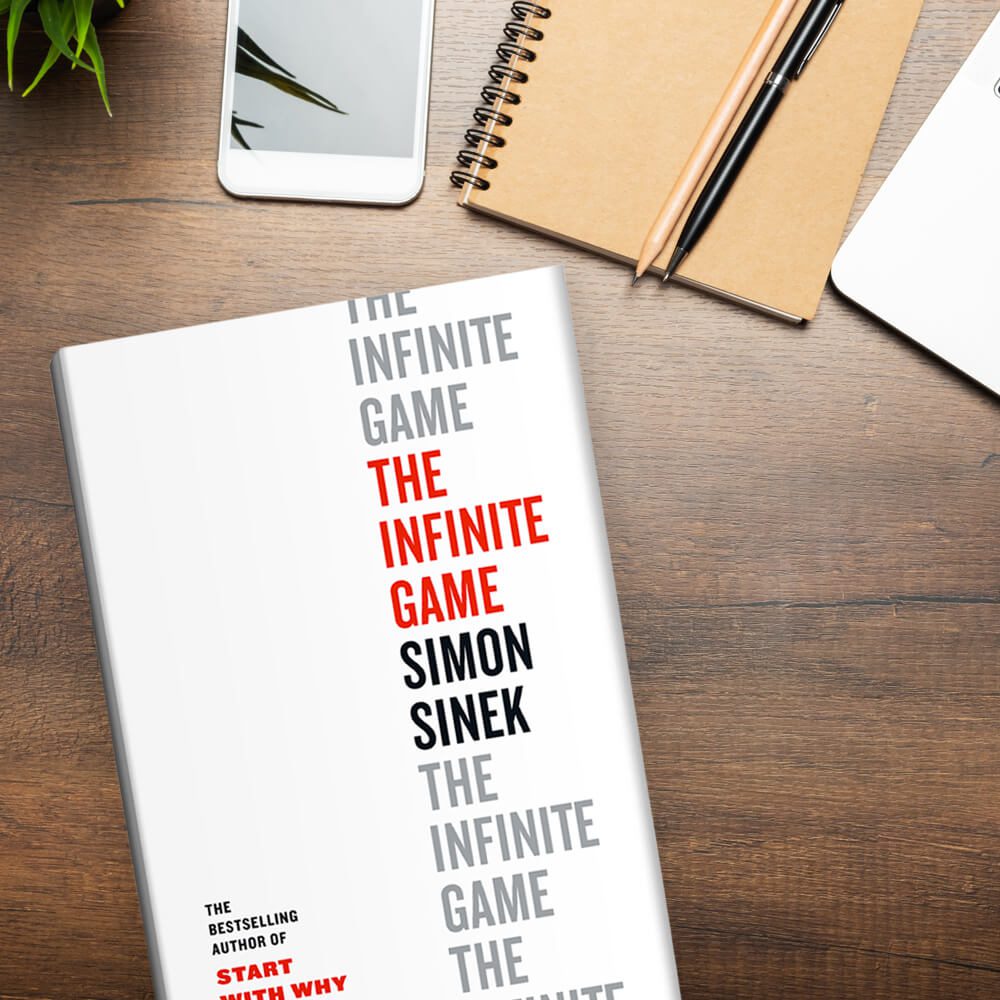 THE
INFINITE
GAME
THE
INFINITE
GAME
SIMON
SINEK
THE
INFINITE
GAME
THE
INFINITE
THE
BESTSELLING
AUTHOR OF
START
WITH WHY